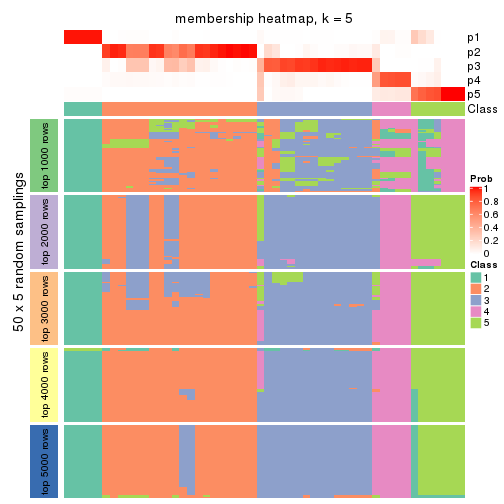 membership heatmap, k = 5
p1
p2
p3
p4
p5
Class
50 x 5 random samplings
top 1000 rows
top 2000 rows
top 3000 rows
top 4000 rows
top 5000 rows
Prob
1
0.8
0.6
0.4
0.2
0
Class
1
2
3
4
5